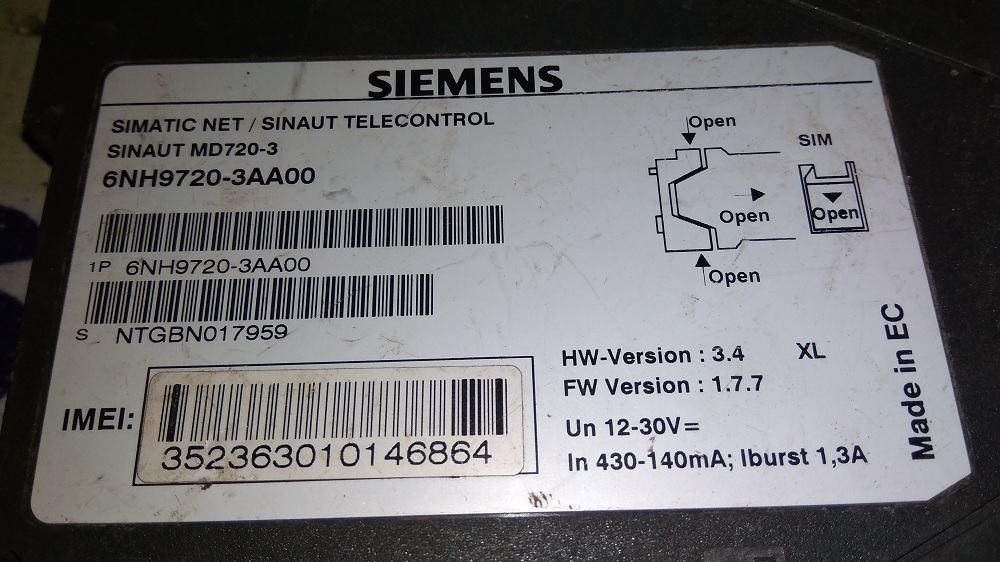 SIEMENS
SIMATIC NET / SINAUT TELECONTROL
SINAUT MD720-3
6NH9720-3AA00
1P 6NH9720-3AA00
S NTGBN017959
IMEI:
352363010146864
Open
SIM
Open
Open
Open
HW-Version : 3.4 XL
FW Version : 1.7.7
Un 12-30V=
In 430-140mA; Iburst 1,3A
Made in EC